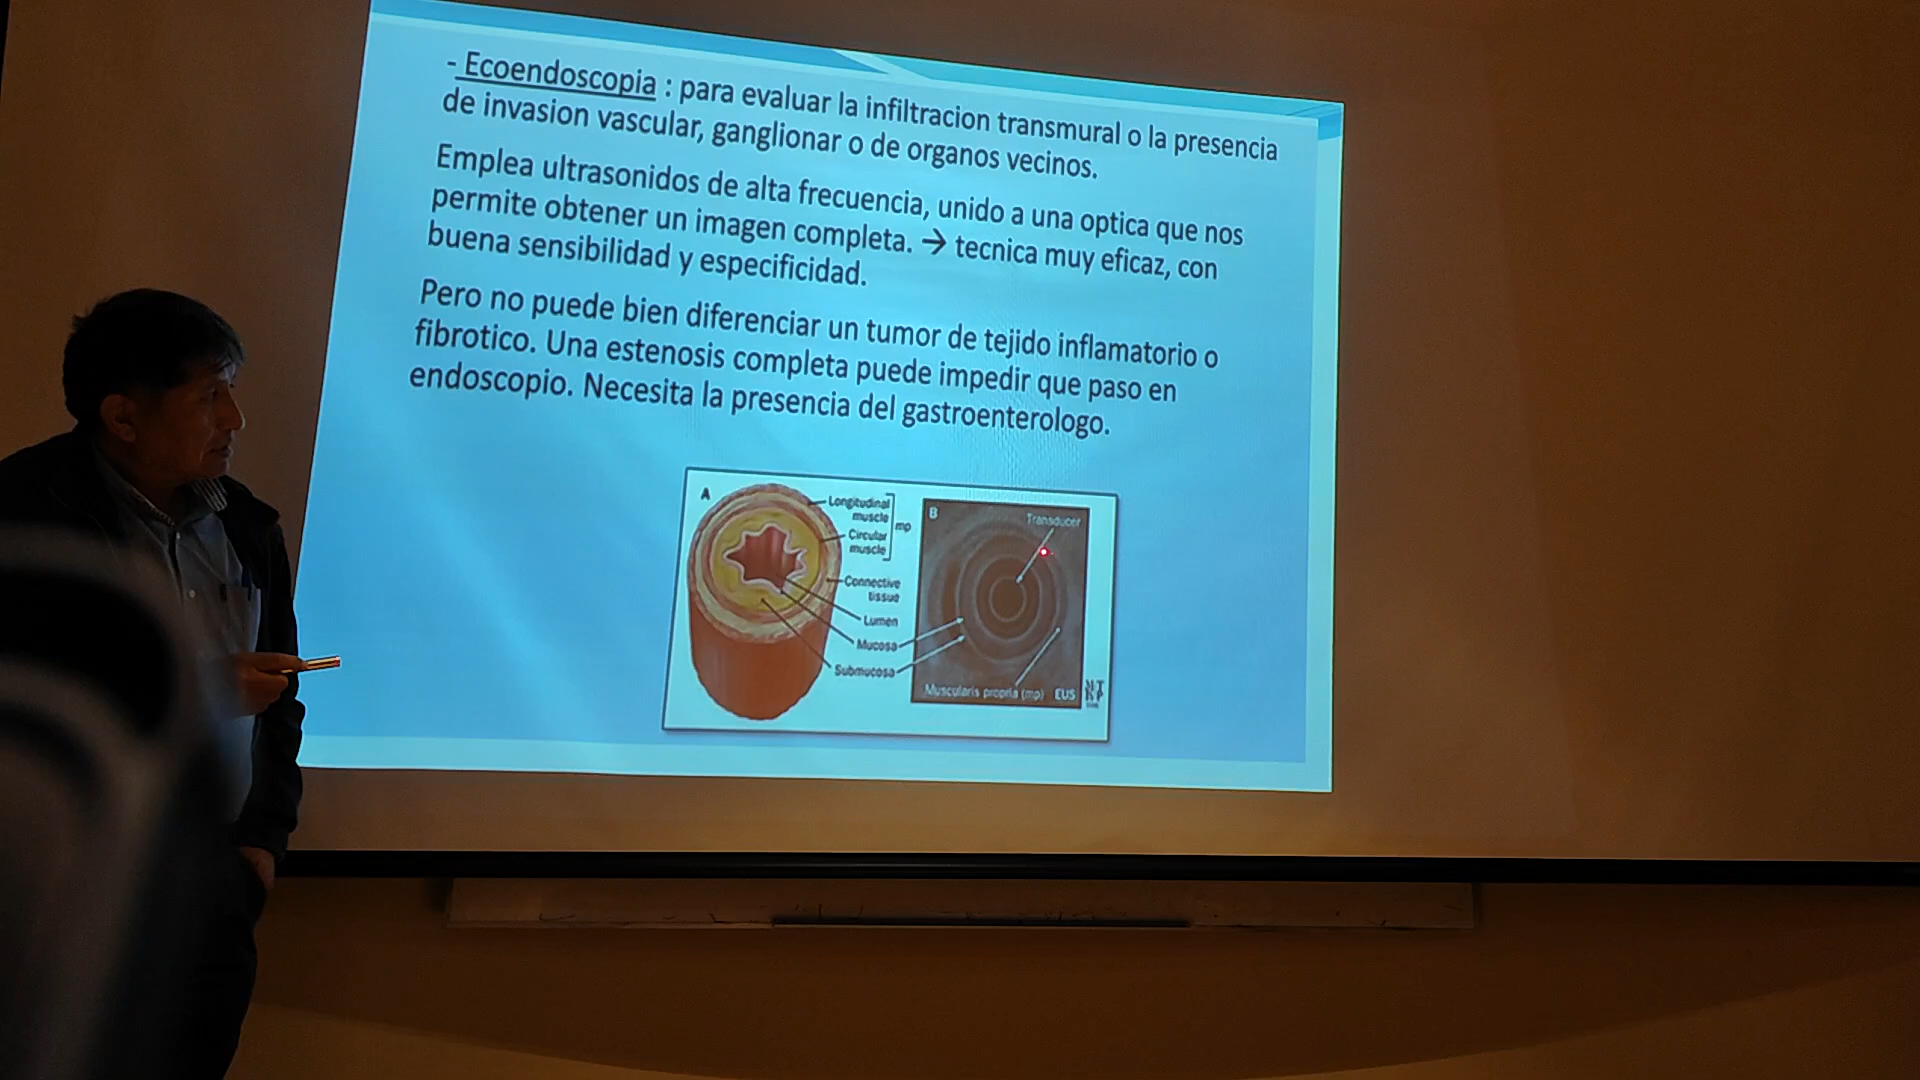 - Ecoendoscopia : para evaluar la infiltracion transmural o la presencia
de invasion vascular, ganglionar o de organos vecinos.
Emplea ultrasonidos de alta frecuencia, unido a una optica que nos
permite obtener un imagen completa. → tecnica muy eficaz, con
buena sensibilidad y especificidad.
Pero no puede bien diferenciar un tumor de tejido inflamatorio o
fibrotico. Una estenosis completa puede impedir que paso en
endoscopio. Necesita la presencia del gastroenterologo.
A
Longitudinal
muscle
mp
Circular
muscle
Connective
tissue
Lumen
Mucosa
Submucosa
B
Transducer
Muscularis propria (mp)
EUS